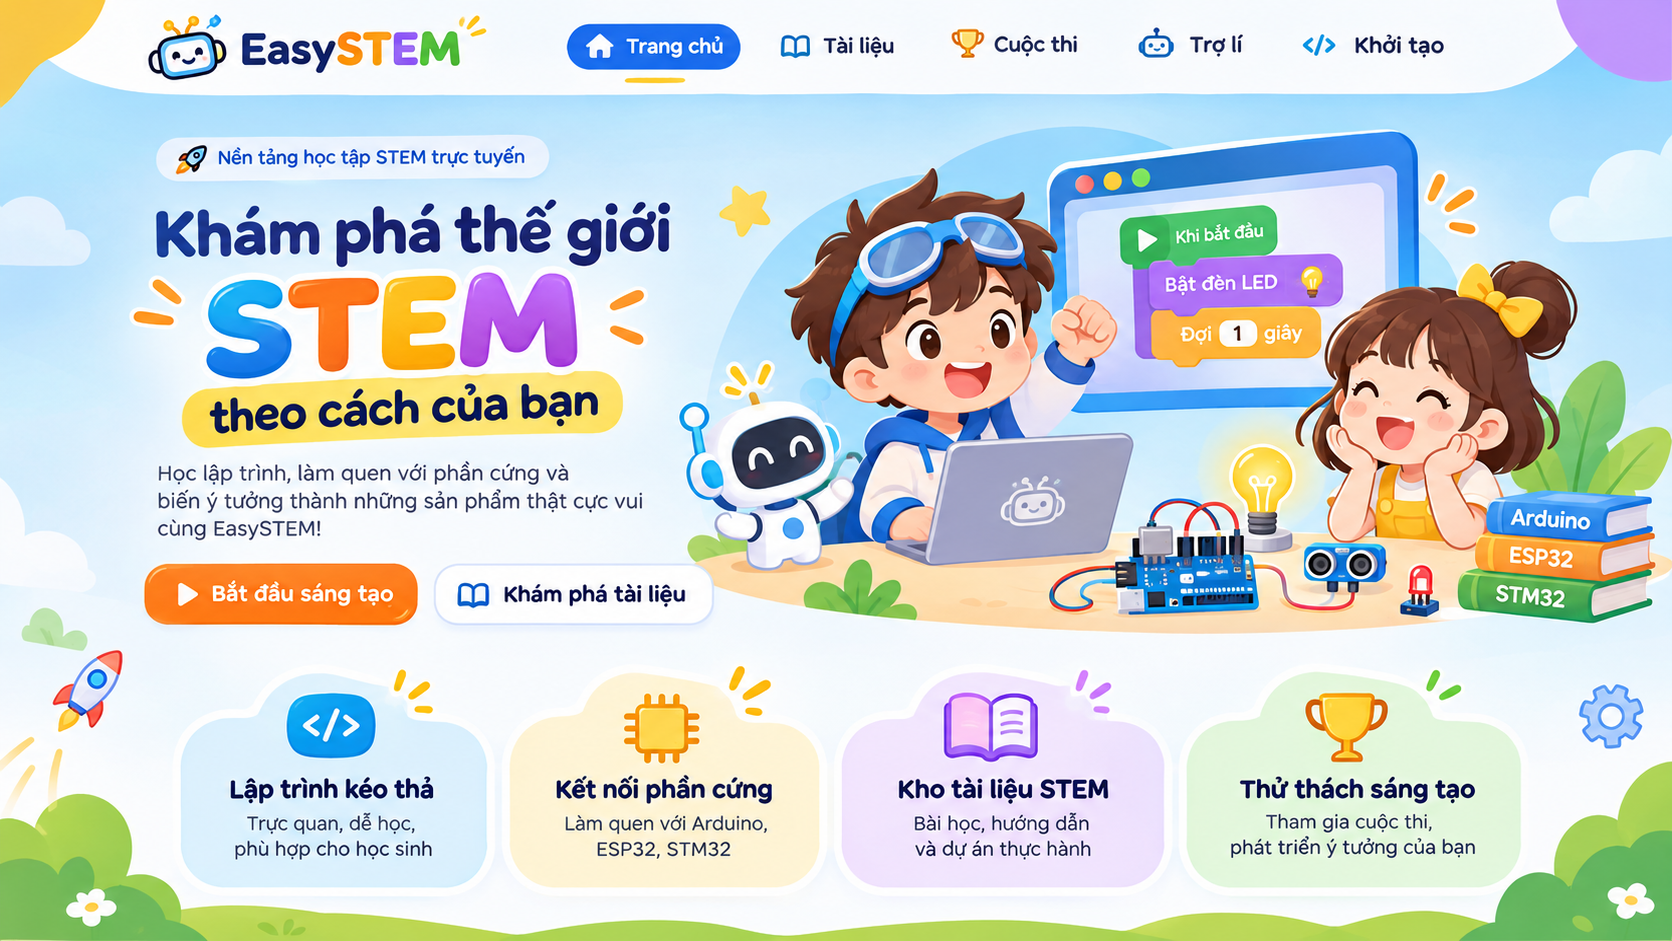 EasySTEM
Trang chủ
Tài liệu
Cuộc thi
Trợ lí
</> Khởi tạo
Nền tảng học tập STEM trực tuyến
Khám phá thế giới
STEM
theo cách của bạn
Học lập trình, làm quen với phần cứng và
biến ý tưởng thành những sản phẩm thật cực vui
cùng EasySTEM!
Bắt đầu sáng tạo
Khám phá tài liệu
Khi bắt đầu
Bật đèn LED
Đợi 1 giây
Arduino
ESP32
STM32
</>
Lập trình kéo thả
Trực quan, dễ học,
phù hợp cho học sinh
Kết nối phần cứng
Làm quen với Arduino,
ESP32, STM32
Kho tài liệu STEM
Bài học, hướng dẫn
và dự án thực hành
Thử thách sáng tạo
Tham gia cuộc thi,
phát triển ý tưởng của bạn